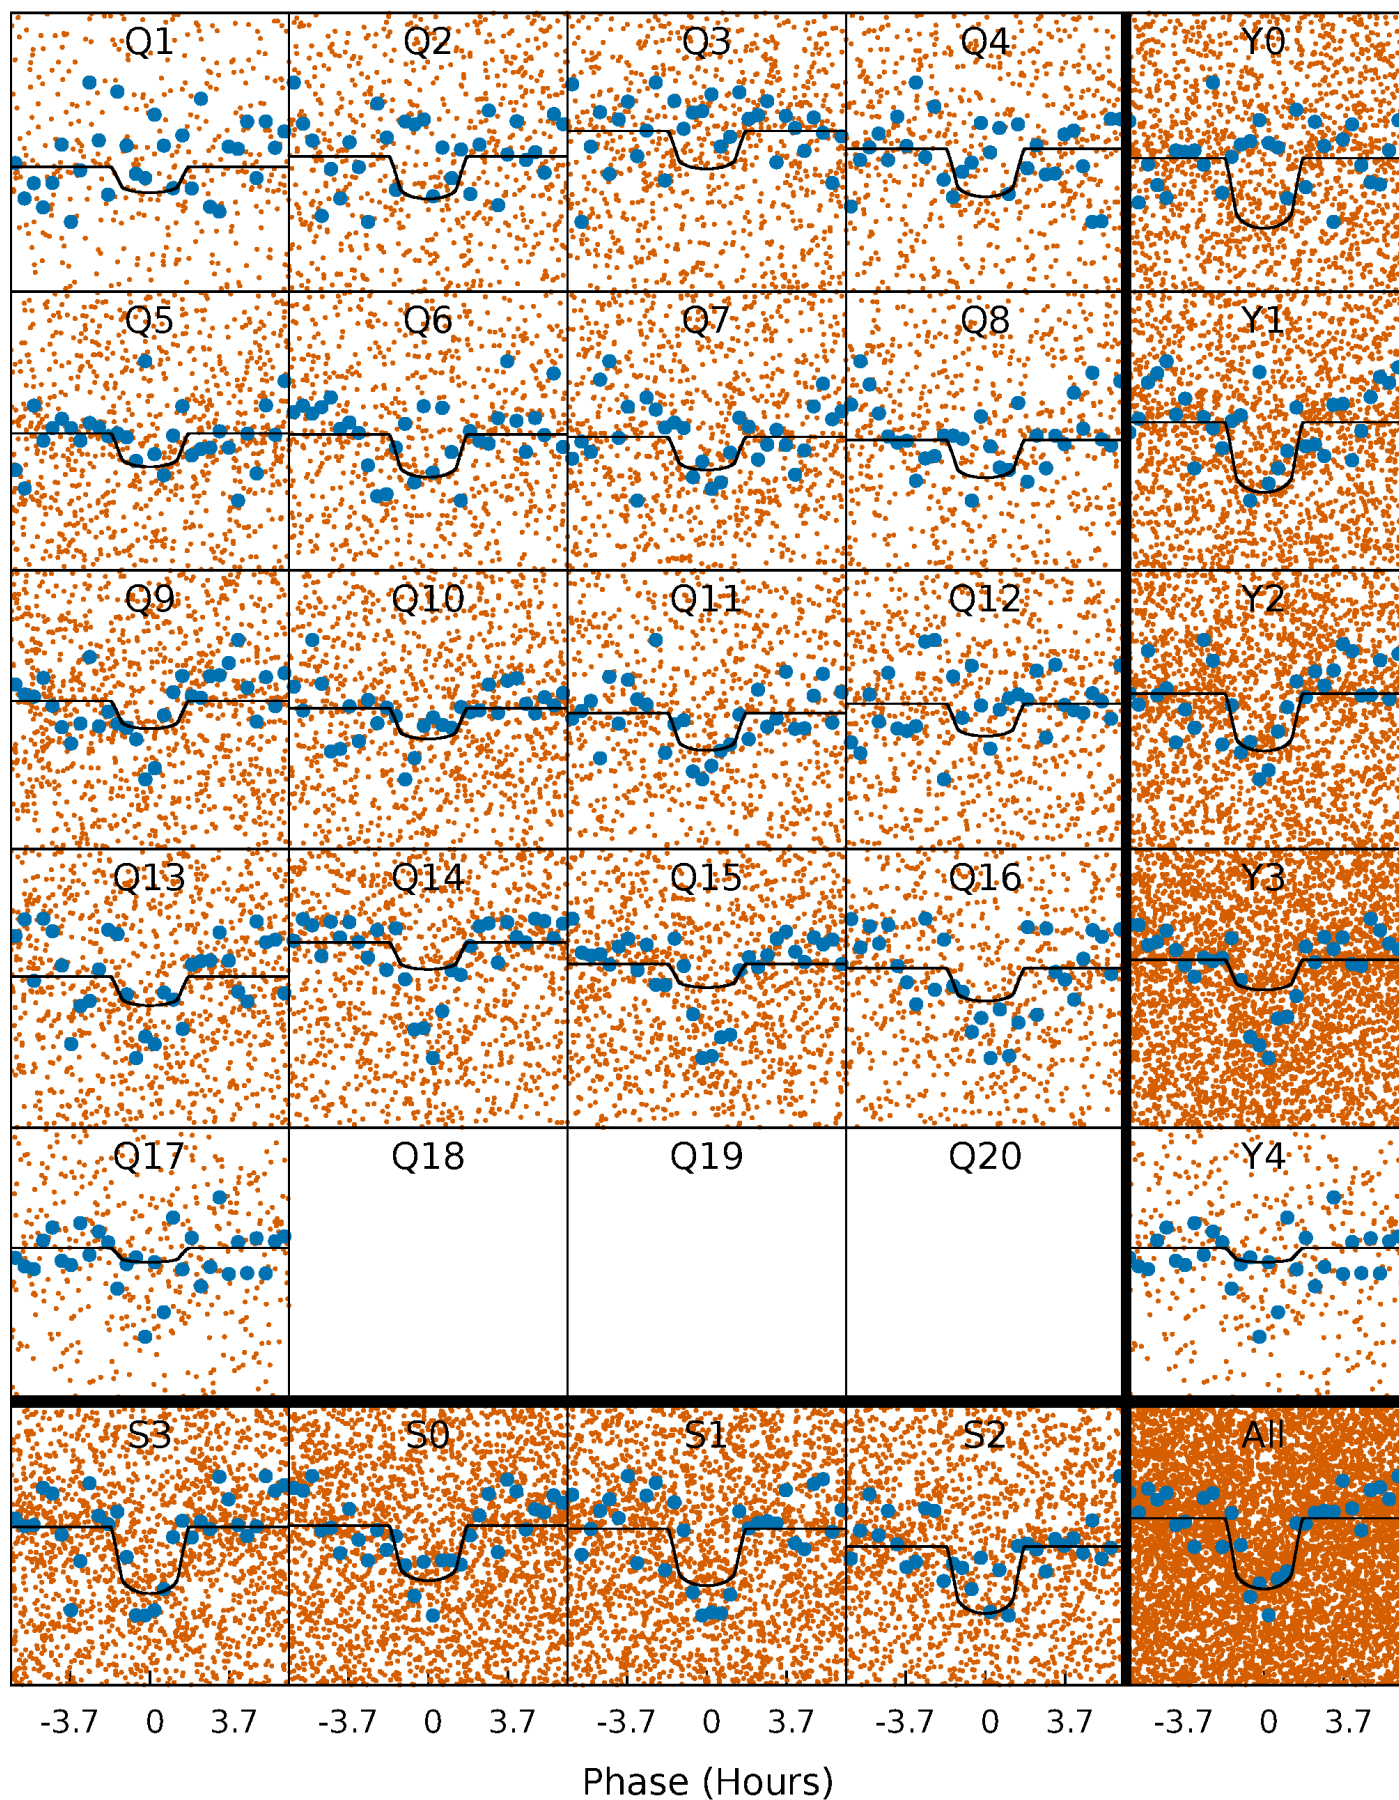 Q1 Q2 Q3 Q4 Y0
Q5 Q6 Q7 Q8 Y1
Q9 Q10 Q11 Q12 Y2
Q13 Q14 Q15 Q16 Y3
Q17 Q18 Q19 Q20 Y4
S3 S0 S1 S2 All
-3.7 0 3.7 -3.7 0 3.7 -3.7 0 3.7 -3.7 0 3.7 -3.7 0 3.7
Phase (Hours)